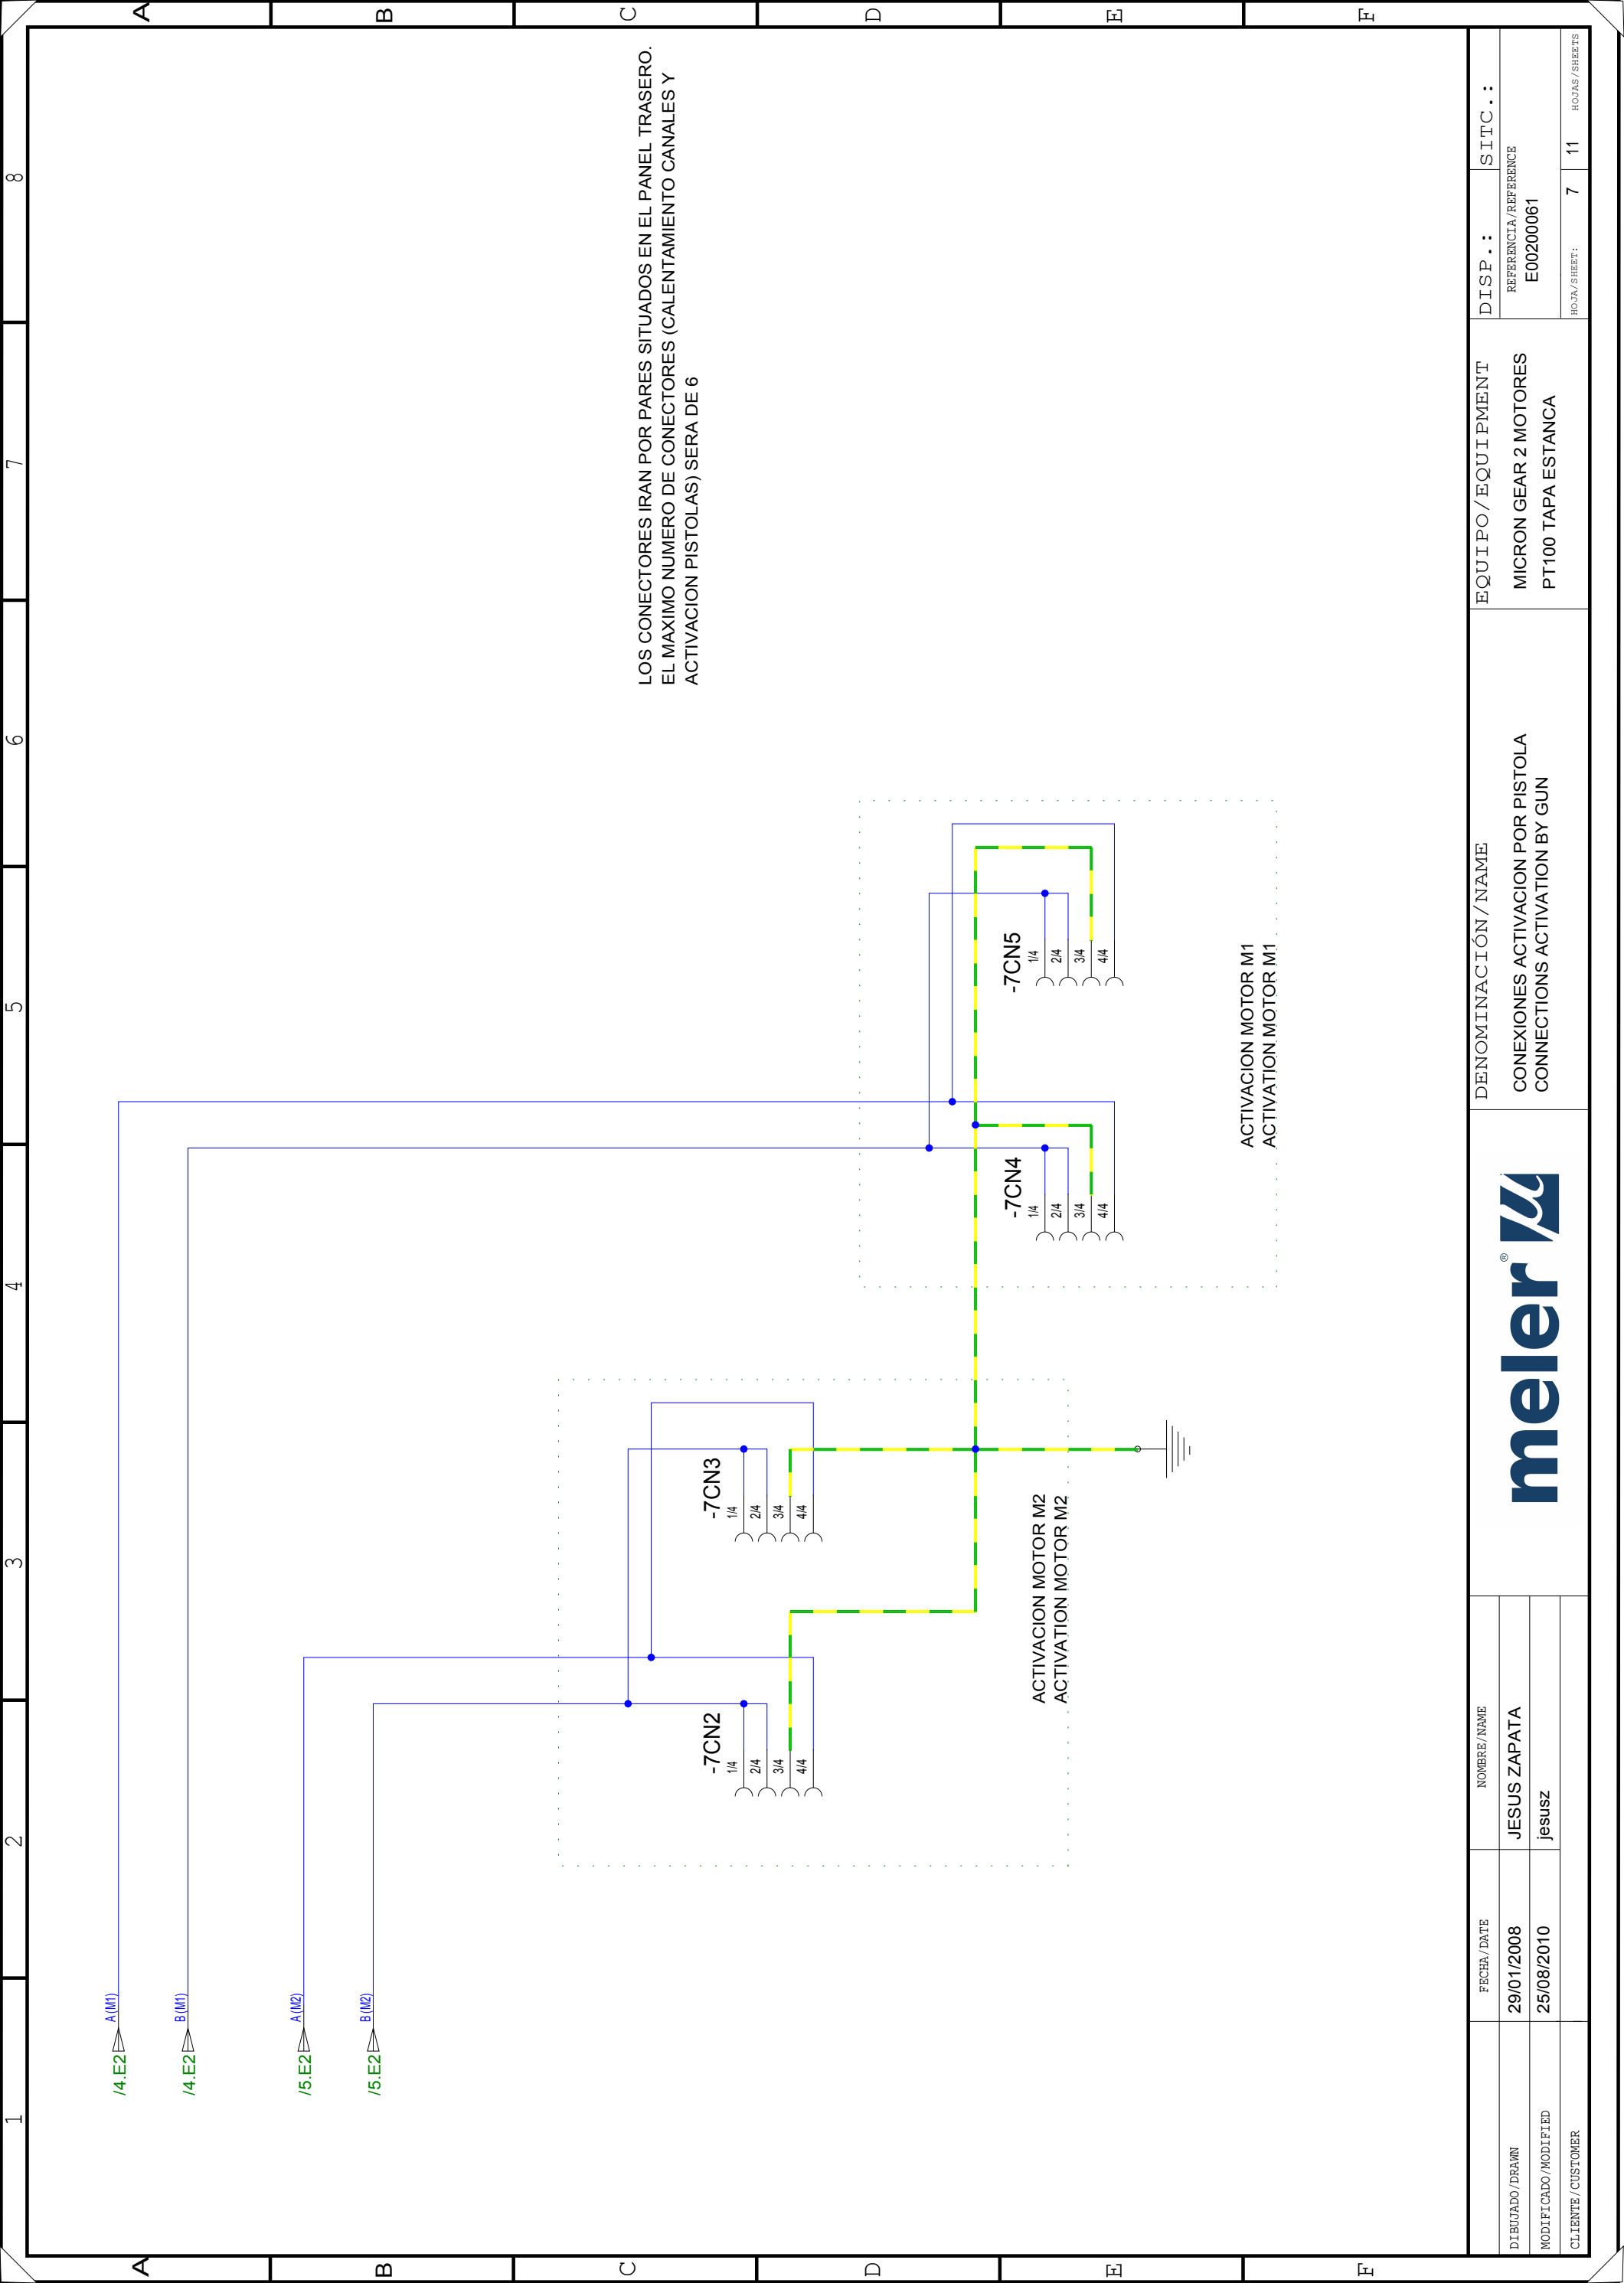 1 2 3 4 5 6 7 8
A
B
C
D
E
F
A
B
C
D
E
F
/4.E2 A(M1)
/4.E2 B(M1)
/5.E2 A(M2)
/5.E2 B(M2)
LOS CONECTORES IRAN POR PARES SITUADOS EN EL PANEL TRASERO.
EL MAXIMO NUMERO DE CONECTORES (CALENTAMIENTO CANALES Y
ACTIVACION PISTOLAS) SERA DE 6
-7CN2
1/4
2/4
3/4
4/4
-7CN3
1/4
2/4
3/4
4/4
ACTIVACION MOTOR M2
ACTIVATION MOTOR M2
-7CN4
1/4
2/4
3/4
4/4
-7CN5
1/4
2/4
3/4
4/4
ACTIVACION MOTOR M1
ACTIVATION MOTOR M1
FECHA/DATE
NOMBRE/NAME
DIBUJADO/DRAWN
29/01/2008
JESUS ZAPATA
MODIFICADO/MODIFIED
25/08/2010
jesusz
CLIENTE/CUSTOMER
meler®
DENOMINACIÓN/NAME
CONEXIONES ACTIVACION POR PISTOLA
CONNECTIONS ACTIVATION BY GUN
EQUIPO/EQUIPMENT
MICRON GEAR 2 MOTORES
PT100 TAPA ESTANCA
DISP.:
SITC.:
REFERENCIA/REFERENCE
E00200061
HOJA/SHEET:
7
11
HOJAS/SHEETS